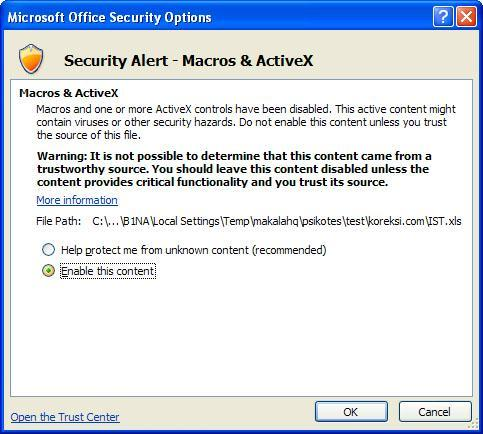 Microsoft Office Security Options
Security Alert - Macros & ActiveX
Macros & ActiveX
Macros and one or more ActiveX controls have been disabled. This active content might
contain viruses or other security hazards. Do not enable this content unless you trust
the source of this file.
Warning: It is not possible to determine that this content came from a
trustworthy source. You should leave this content disabled unless the
content provides critical functionality and you trust its source.
More information
File Path: C:\...\B1NA\Local Settings\Temp\makalahq\psikotes\test\koreksi.com\IST.xls
Help protect me from unknown content (recommended)
Enable this content
Open the Trust Center
OK
Cancel